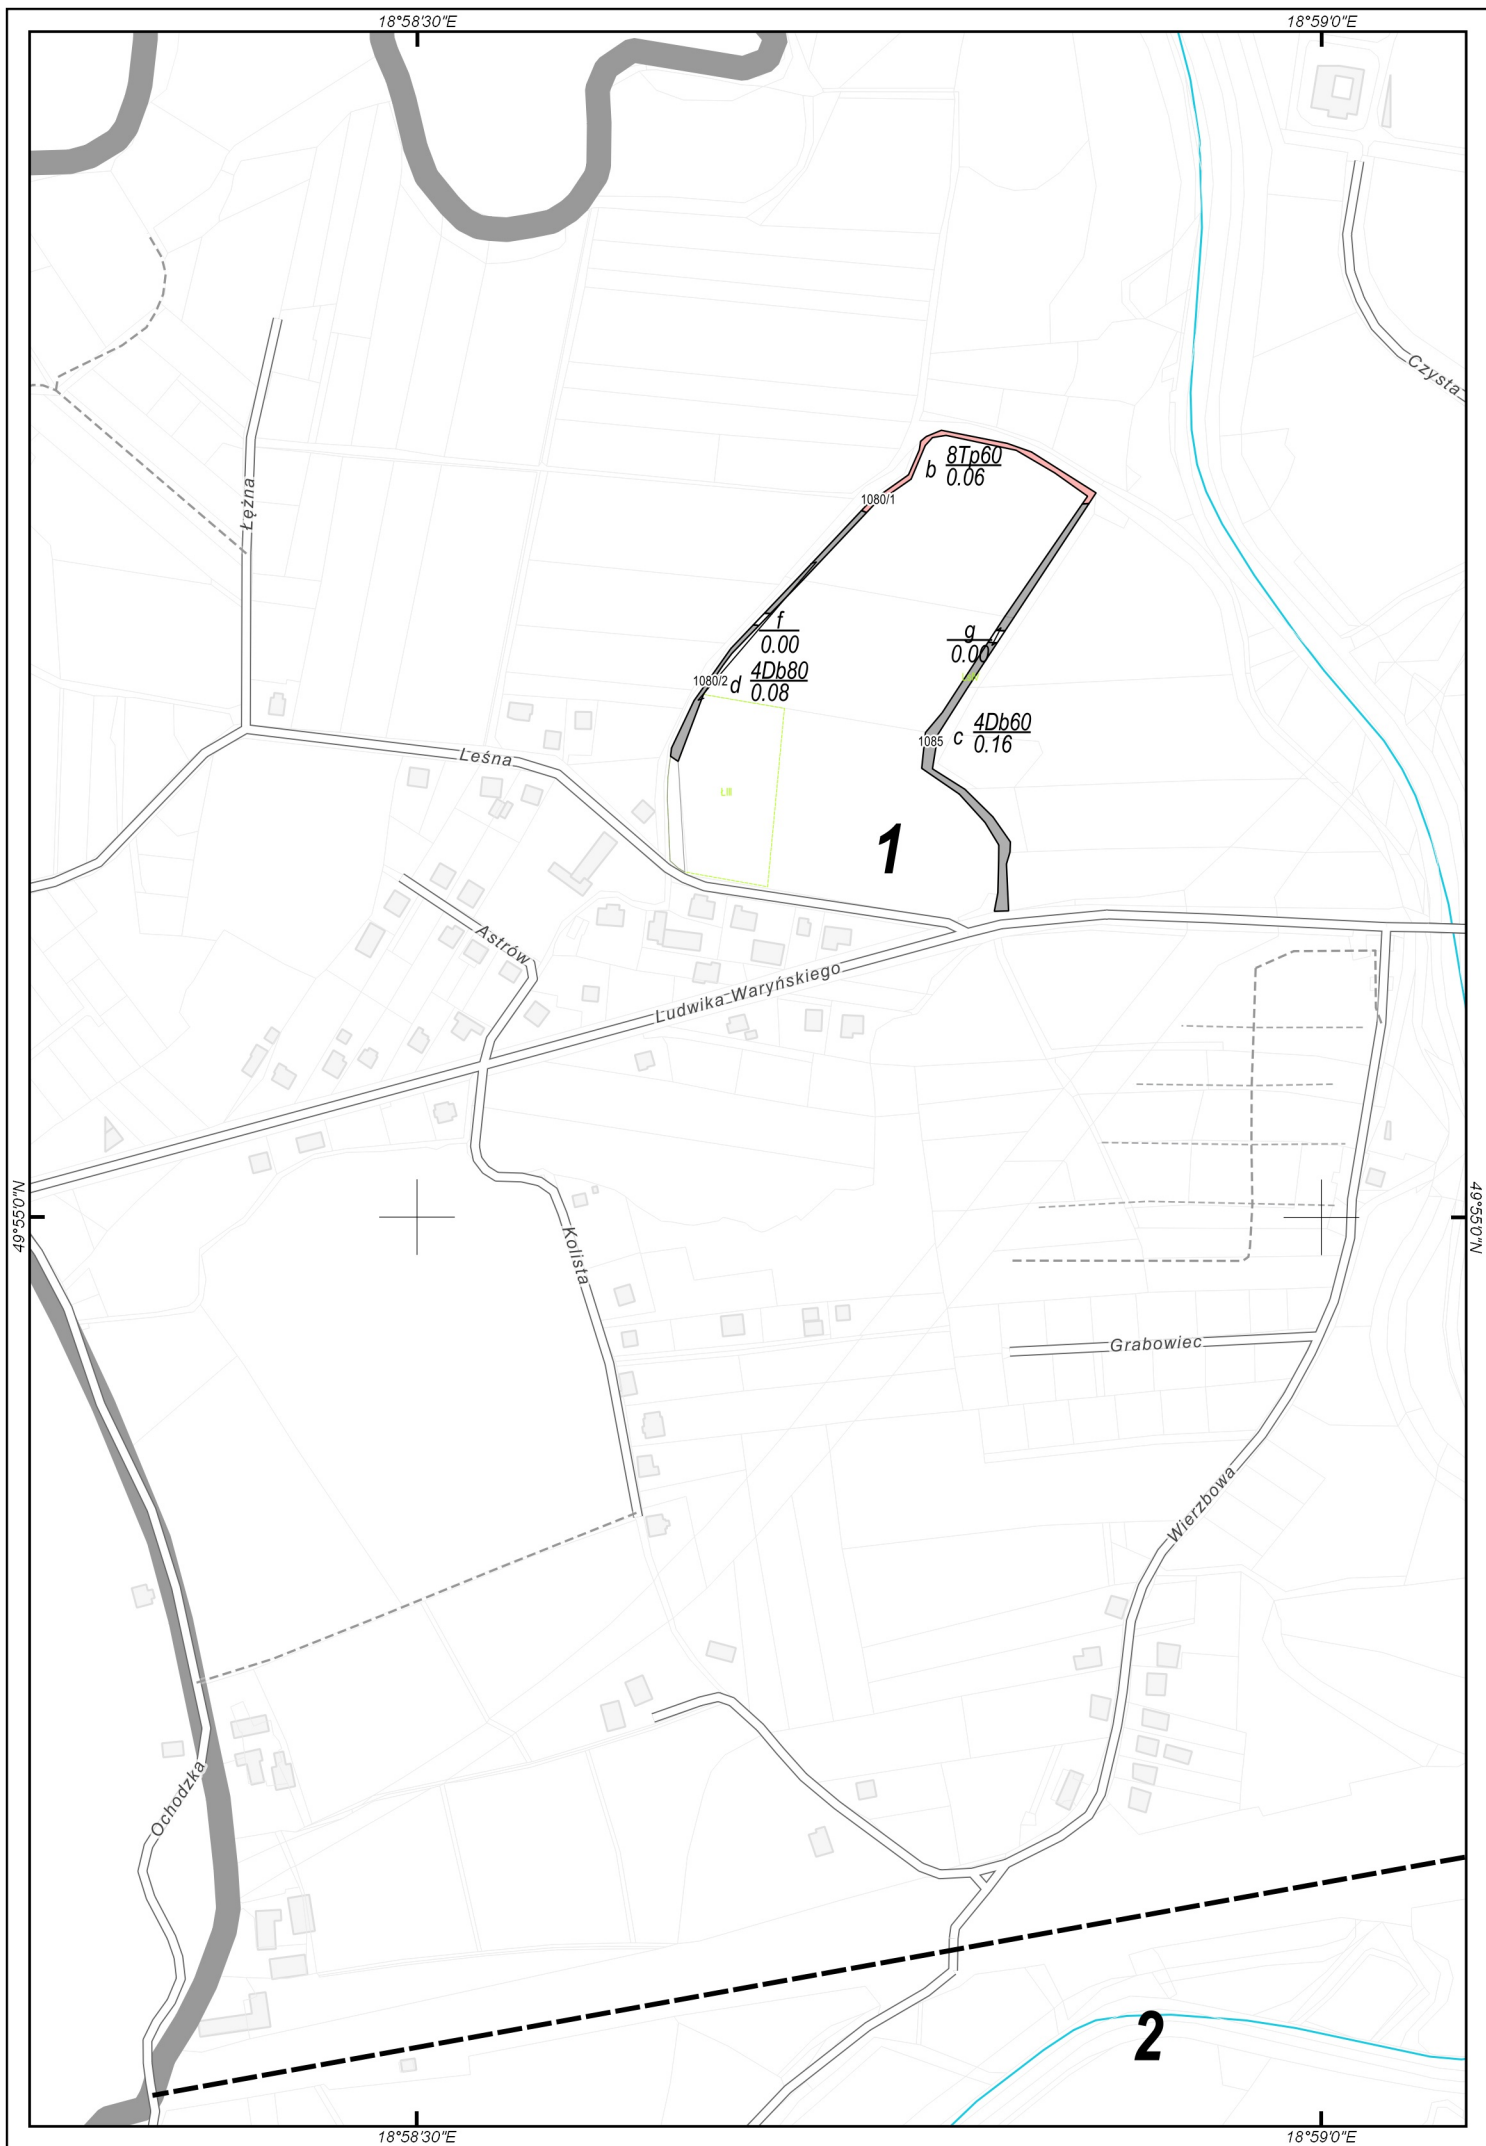 18°58'30"E
18°59'0"E
Czysta
8Tp60
b
0.06
1080/1
Łężna
f
0.00
g
0.00
1080/2
d
4Db80
0.08
4Db60
1085
c
0.16
Leśna
LIII
1
Astrów
Ludwika Waryńskiego
49°55'0"N
49°55'0"N
Kolista
Grabowiec
Wierzbowa
Ochodzka
2
18°58'30"E
18°59'0"E